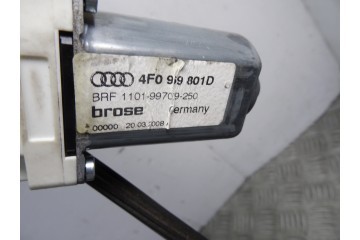 4F0 959 801D
BRF 1101-99709-250
brose Germany
00000 20.03.2008